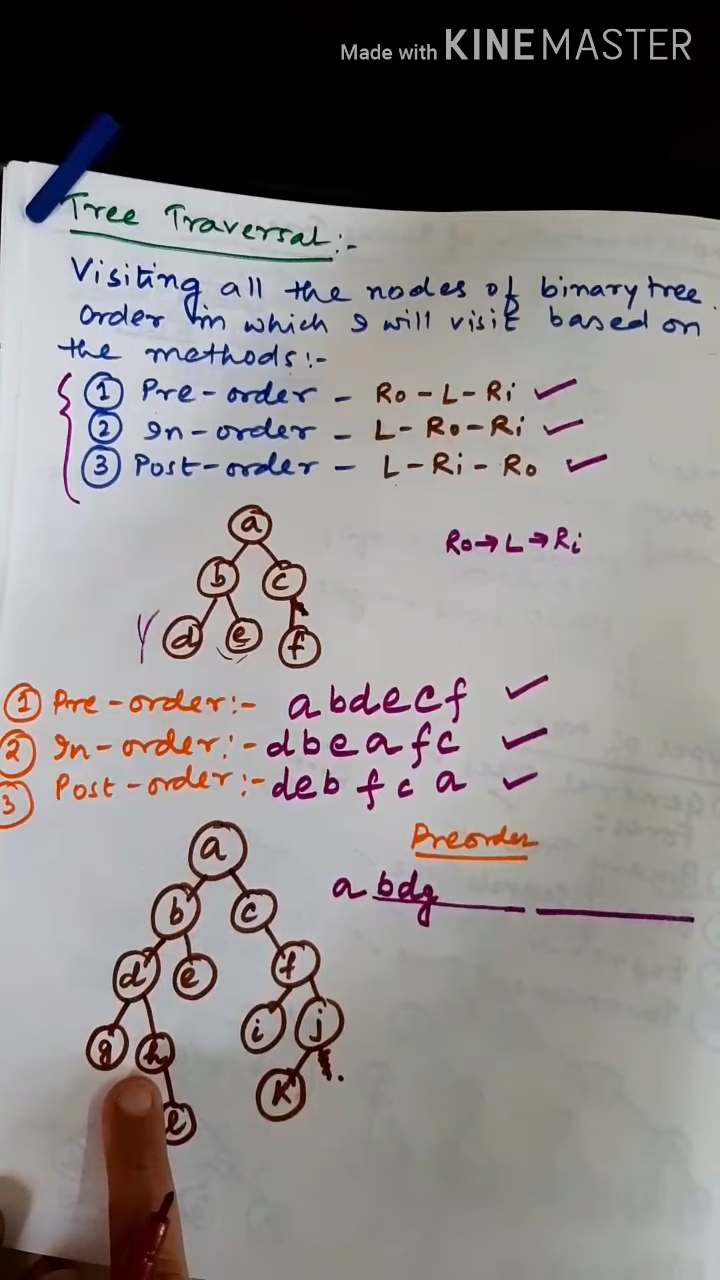 Made with KINEMASTER
Tree Traversal:-
Visiting all the nodes of binary tree.
Order in which I will visit based on
the methods:-
1 Pre-order - Ro-L-Ri
2 In-order - L-Ro-Ri
3 Post-order - L-Ri-Ro
a
Ro→L→Ri
b c
d e f
1 Pre-order:- abdecf
2 In-order:- dbeafc
3 Post-order:- debfca
Preorder
a
a bdg
b c
d e f
g h i j
k
l